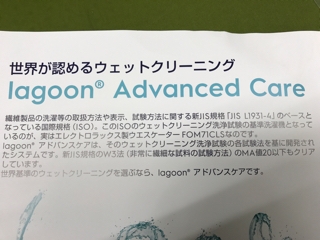 世界が認めるウェットクリーニング
lagoon® Advanced Care
繊維製品の洗濯等の取扱方法や表示、試験方法に関する新JIS規格「JIS L1931-4」のベースと
なっている国際規格（ISO）。このISOのウェットクリーニング洗浄試験の基準洗濯機となって
いるのが、実はエレクトロラックス製ウエスケーター FOM71CLSなのです。
lagoon® アドバンスケアは、そのウェットクリーニング洗浄試験の各試験法を基に開発され
たシステムです。新JIS規格のW3法（非常に繊細な試料の試験方法）のMA値20以下もクリア
しています。
世界基準のウェットクリーニングを選ぶなら、lagoon® アドバンスケアです。